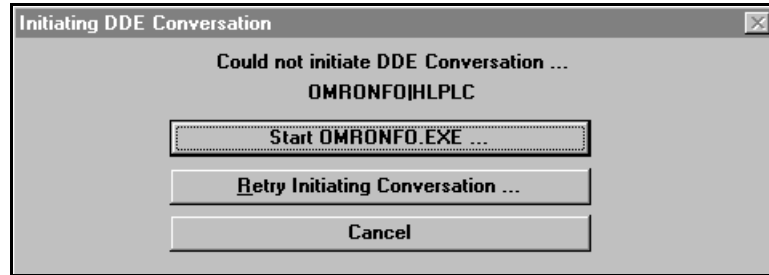 Initiating DDE Conversation
Could not initiate DDE Conversation ...
OMRONFO|HLPLC
Start OMRONFO.EXE ...
Retry Initiating Conversation ...
Cancel